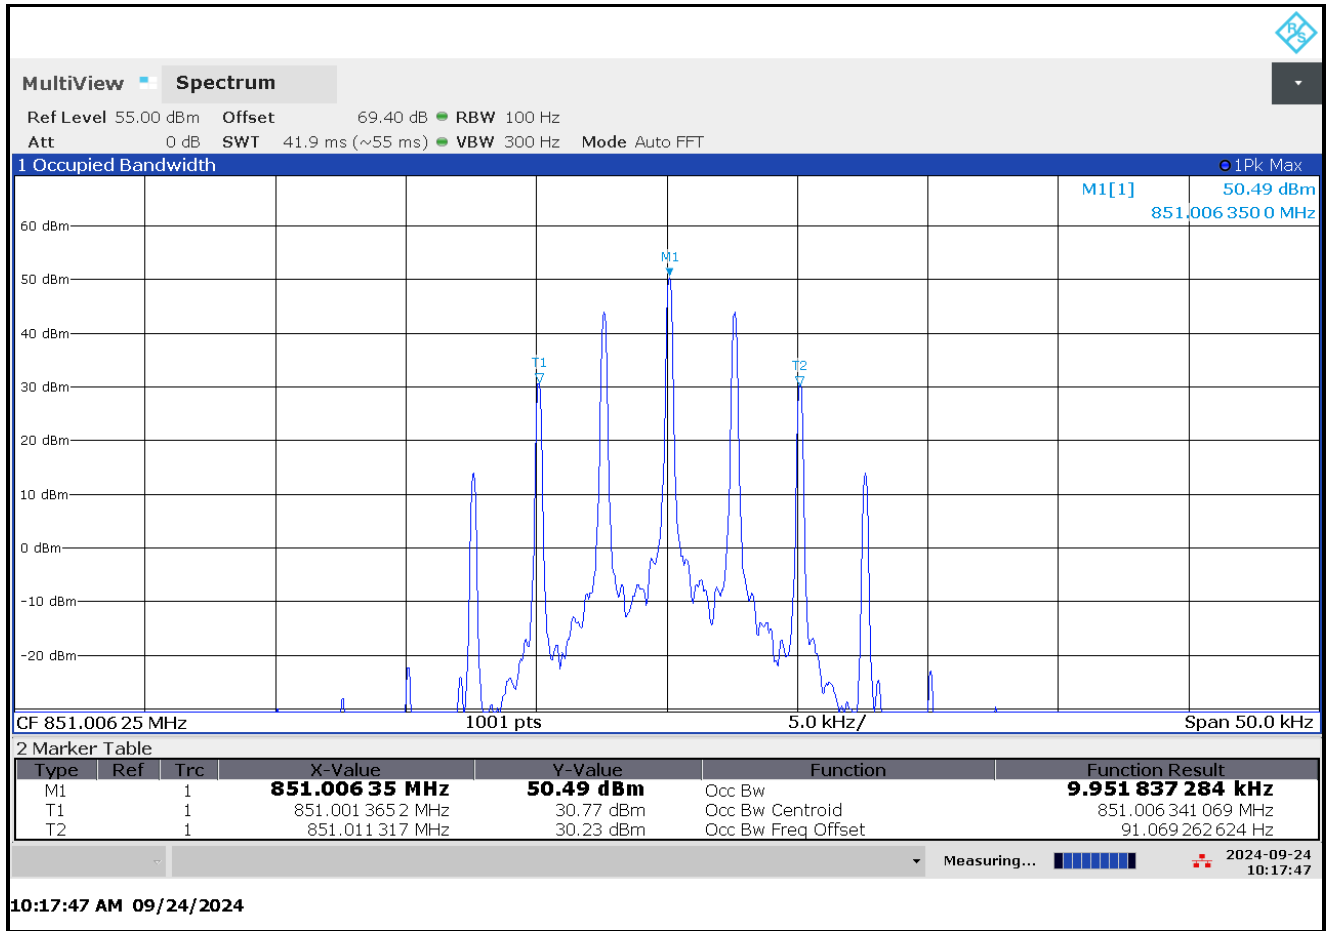 R&S
MultiView Spectrum
Ref Level 55.00 dBm Offset 69.40 dB RBW 100 Hz
Att 0 dB SWT 41.9 ms (~55 ms) VBW 300 Hz Mode Auto FFT
1 Occupied Bandwidth 1Pk Max
M1[1] 50.49 dBm
851.006 350 0 MHz
60 dBm
M1
50 dBm
40 dBm
T1
T2
30 dBm
20 dBm
10 dBm
0 dBm
-10 dBm
-20 dBm
CF 851.006 25 MHz 1001 pts 5.0 kHz/ Span 50.0 kHz
2 Marker Table
Type Ref Trc X-Value Y-Value Function Function Result
M1 1 851.006 35 MHz 50.49 dBm Occ Bw 9.951 837 284 kHz
T1 1 851.001 365 2 MHz 30.77 dBm Occ Bw Centroid 851.006 341 069 MHz
T2 1 851.011 317 MHz 30.23 dBm Occ Bw Freq Offset 91.069 262 624 Hz
Measuring... 2024-09-24
10:17:47
10:17:47 AM 09/24/2024